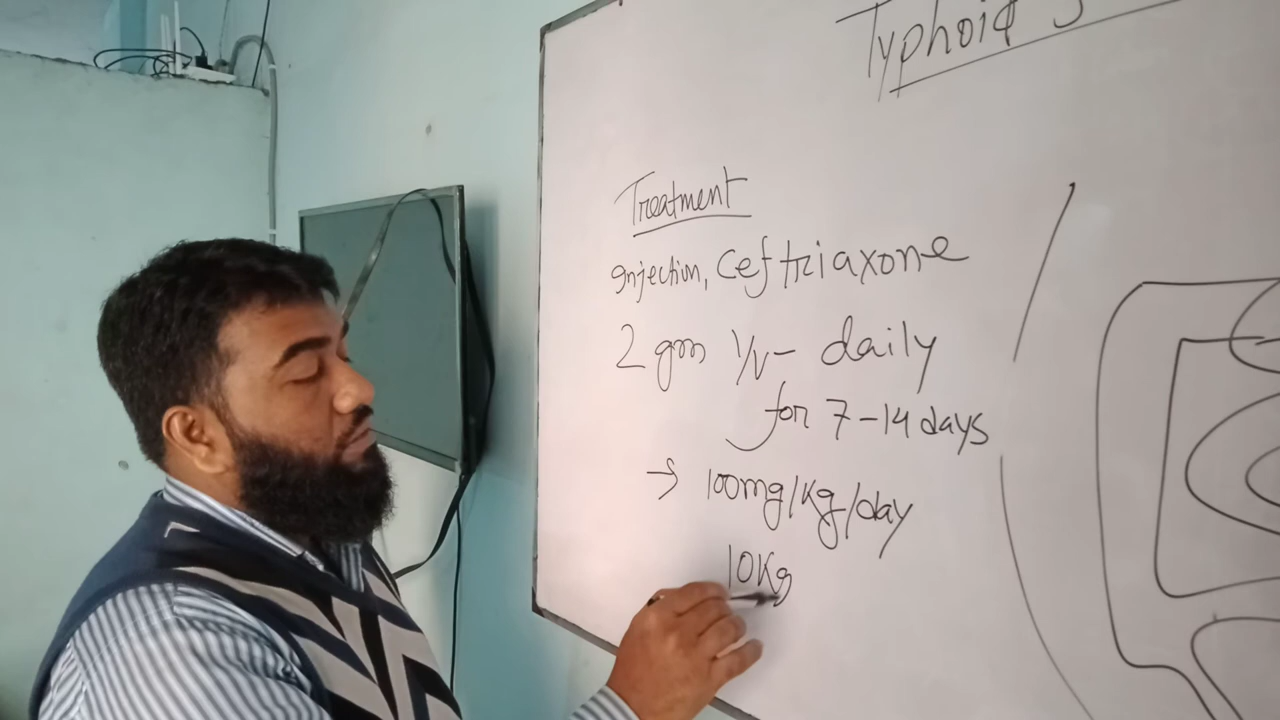 Typhoid
Treatment
Injection, Ceftriaxone
2 gm I/V- daily
for 7-14 days
→ 100mg/Kg/day
10Kg